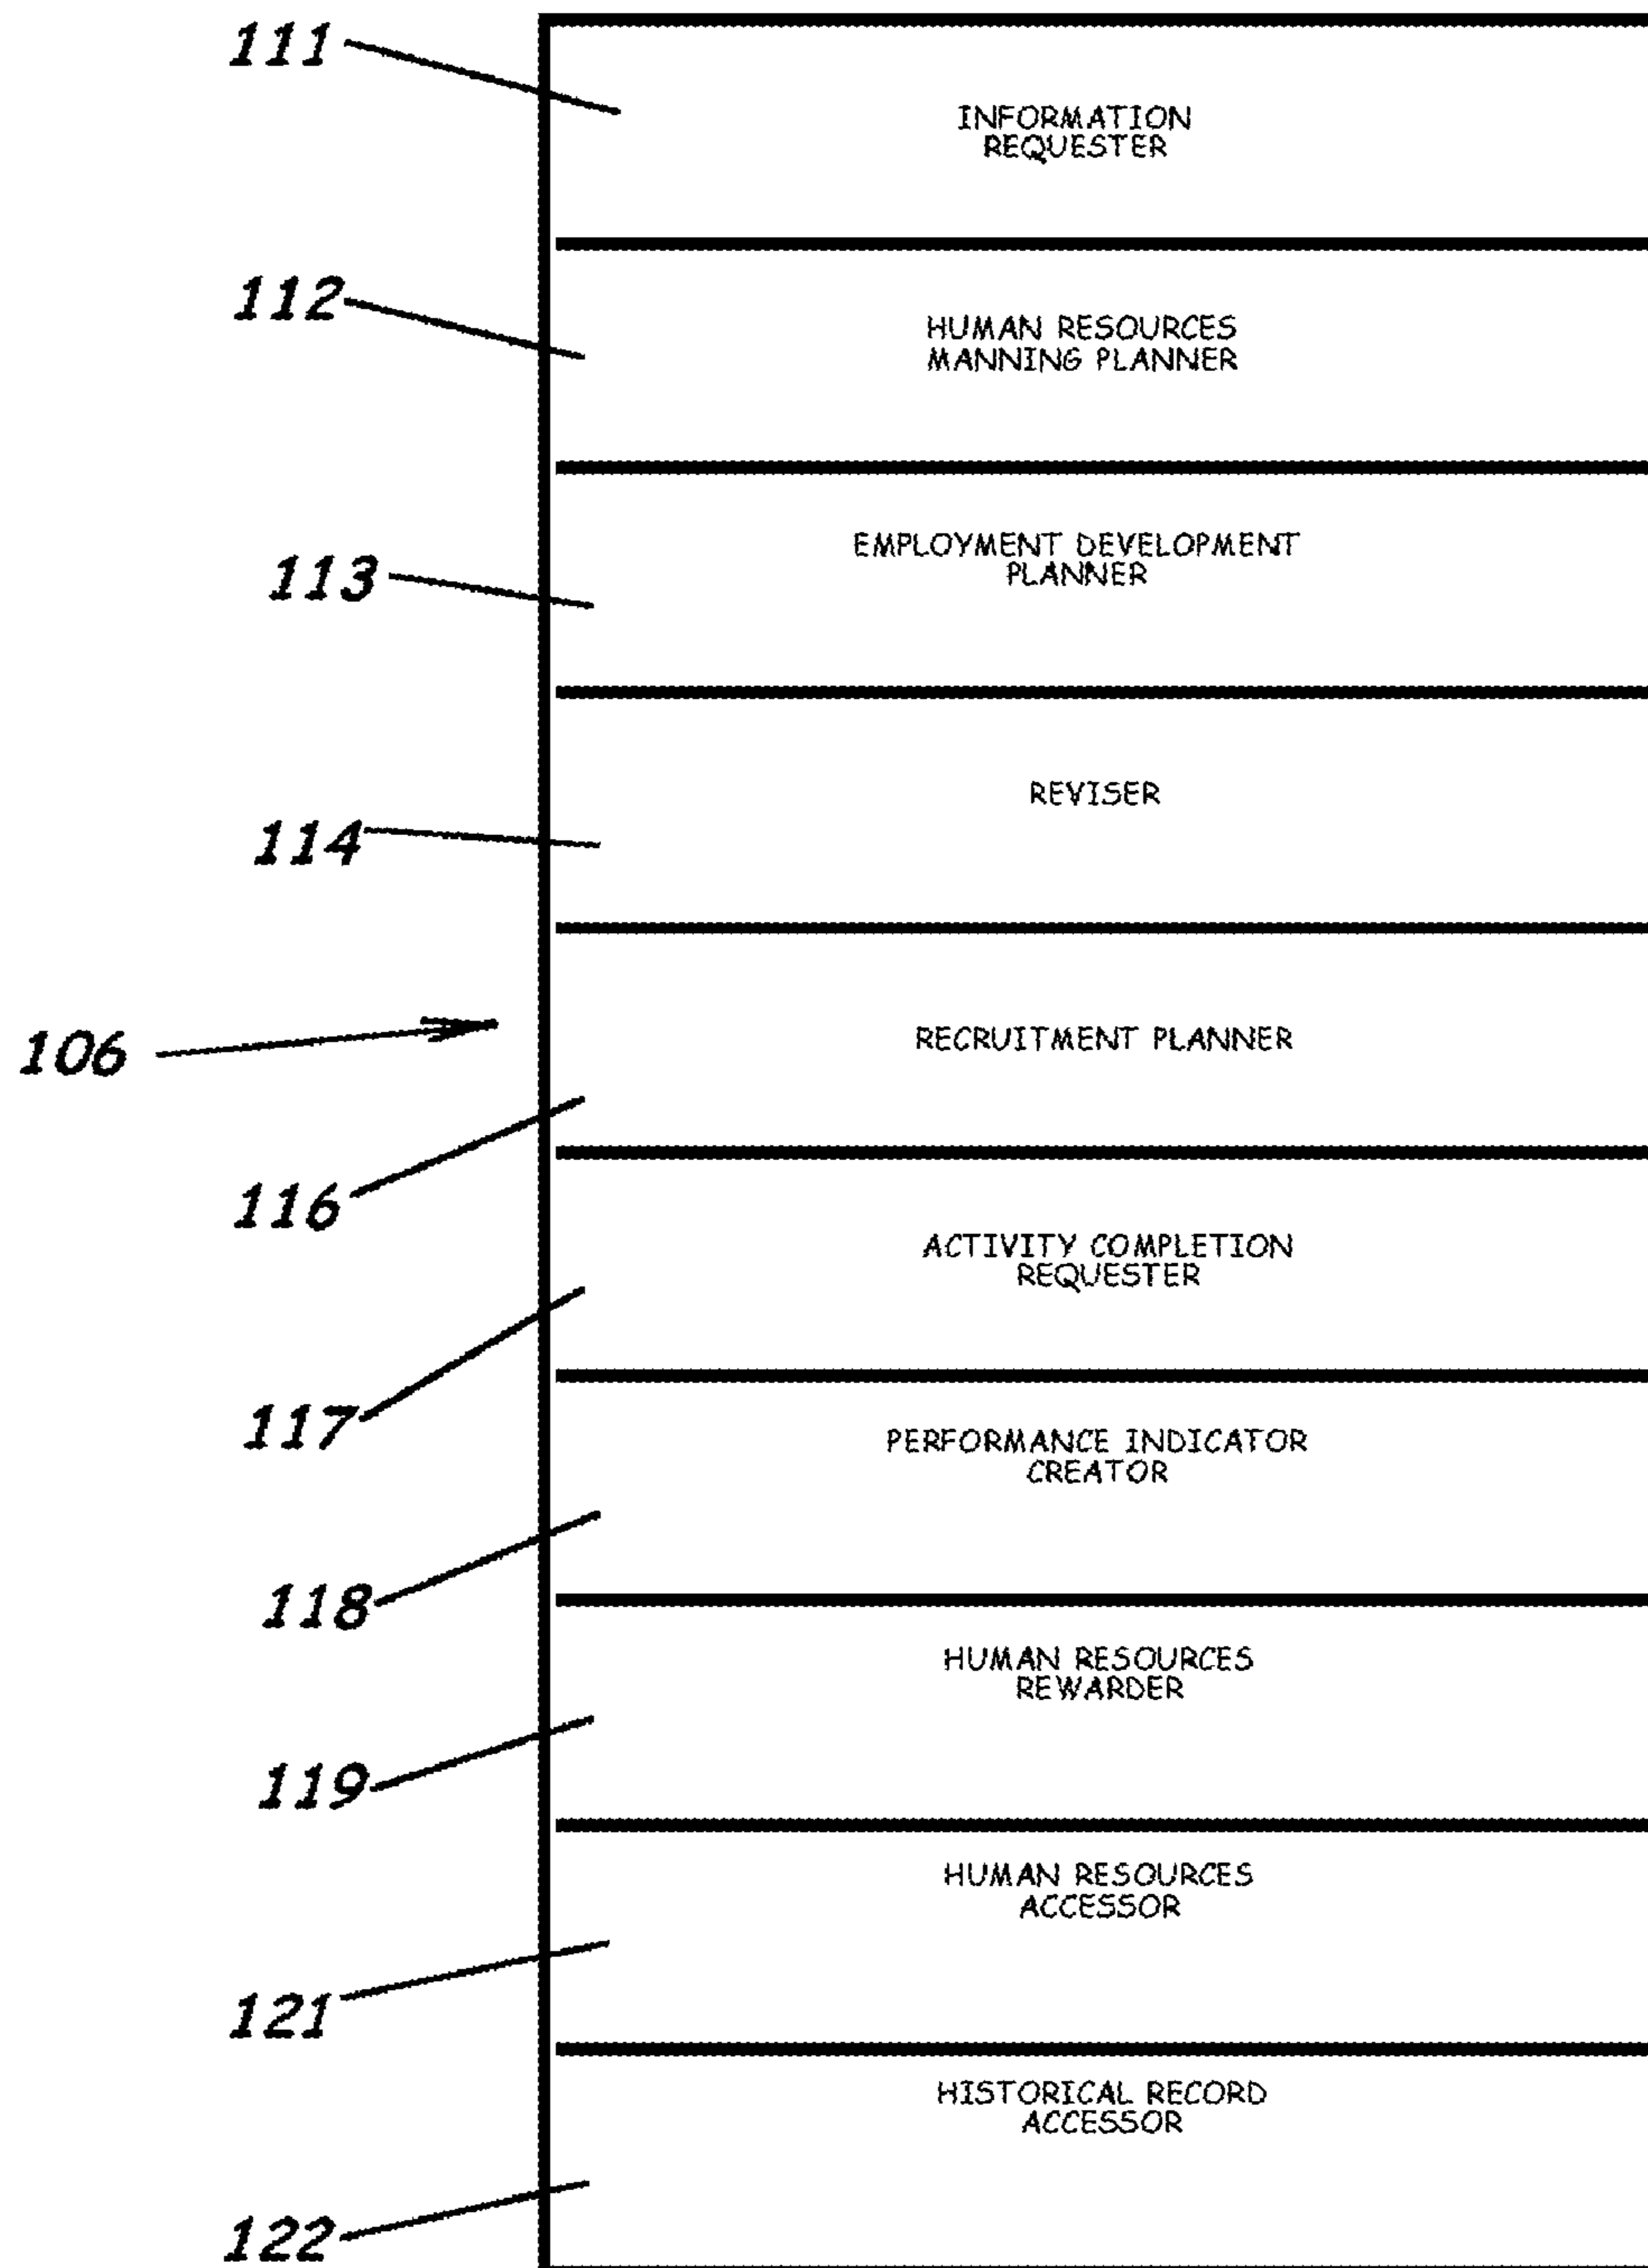 111
INFORMATION
REQUESTER
112
HUMAN RESOURCES
MANNING PLANNER
113
EMPLOYMENT DEVELOPMENT
PLANNER
114
REVISER
106
RECRUITMENT PLANNER
116
ACTIVITY COMPLETION
REQUESTER
117
PERFORMANCE INDICATOR
CREATOR
118
HUMAN RESOURCES
REWARDER
119
HUMAN RESOURCES
ACCESSOR
121
HISTORICAL RECORD
ACCESSOR
122